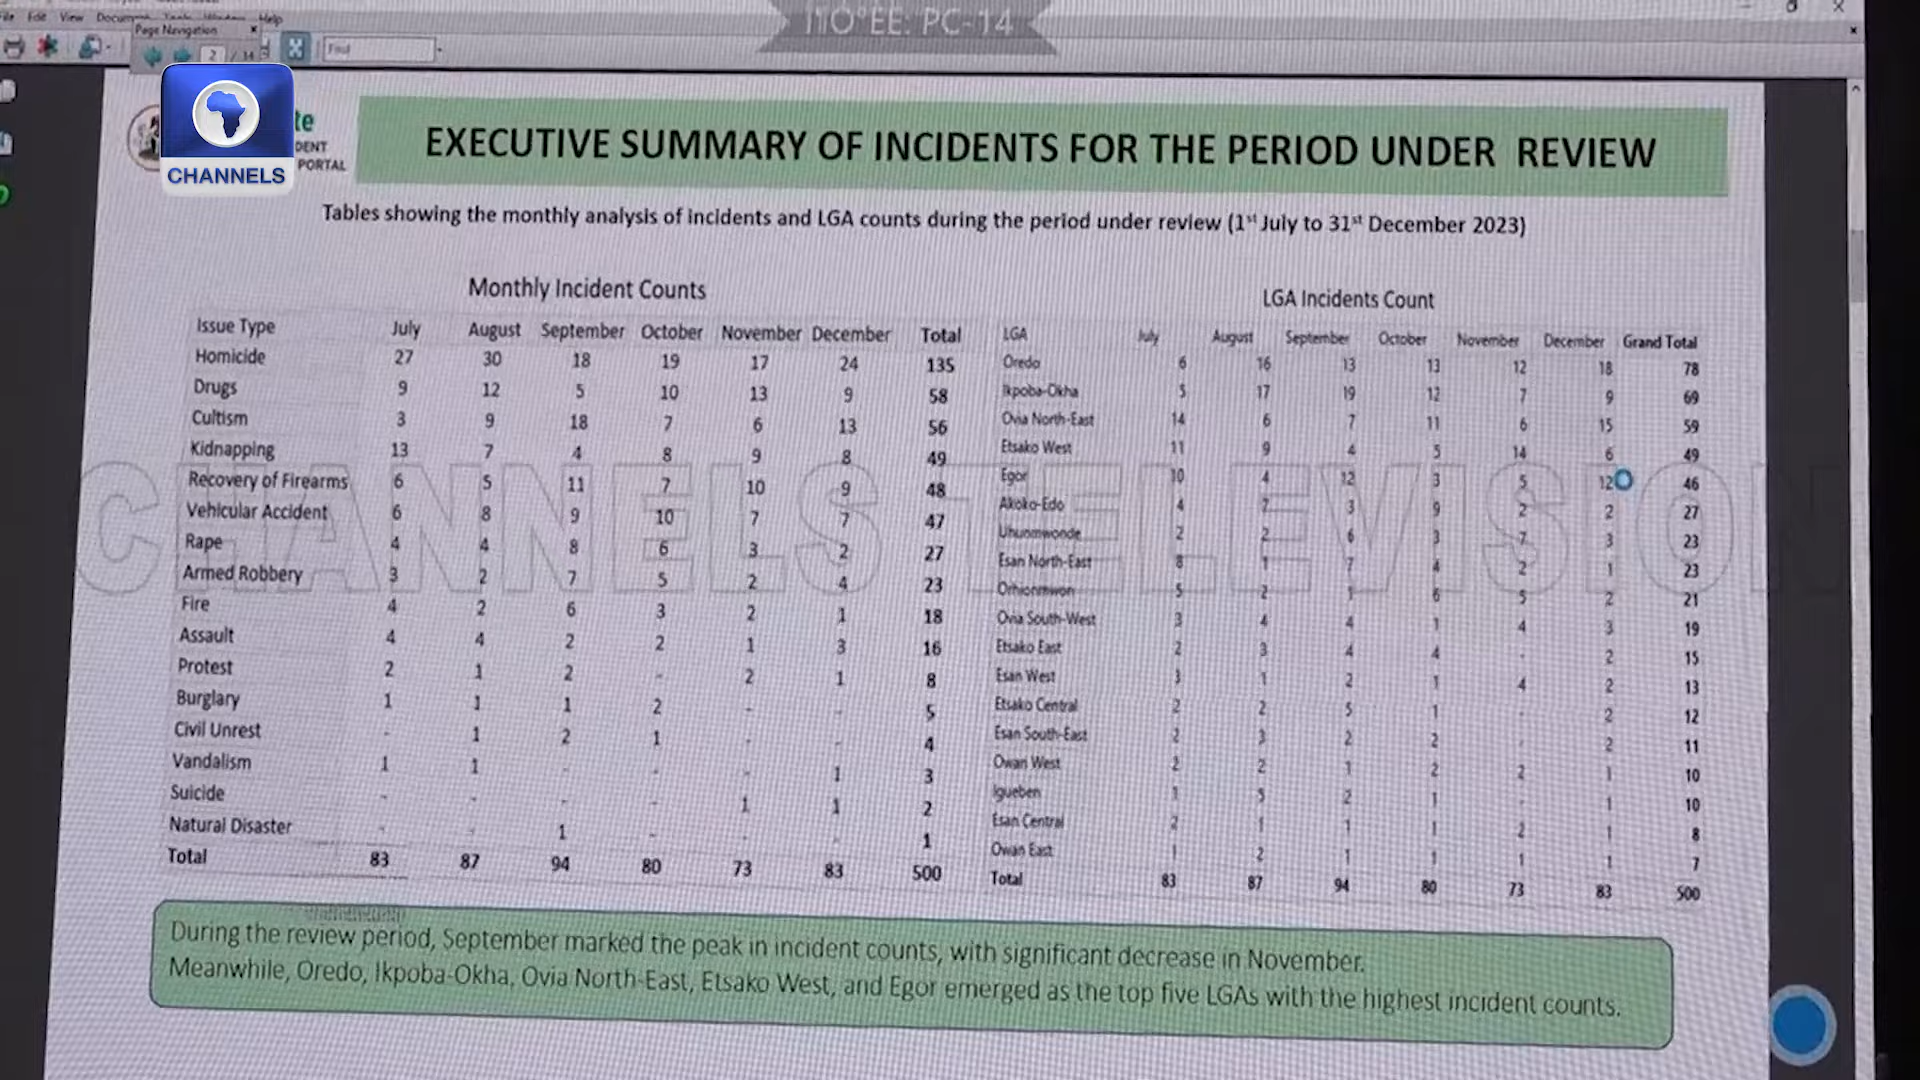 File Edit View Document Tools Window Help
Page Navigation
2 / 14
Find
PC-14
CHANNELS
te
DENT
PORTAL
EXECUTIVE SUMMARY OF INCIDENTS FOR THE PERIOD UNDER REVIEW
Tables showing the monthly analysis of incidents and LGA counts during the period under review (1st July to 31st December 2023)
Monthly Incident Counts
Issue Type July August September October November December Total
Homicide 27 30 18 19 17 24 135
Drugs 9 12 5 10 13 9 58
Cultism 3 9 18 7 6 13 56
Kidnapping 13 7 4 8 9 8 49
Recovery of Firearms 6 5 11 7 10 9 48
Vehicular Accident 6 8 9 10 7 7 47
Rape 4 4 8 6 3 2 27
Armed Robbery 3 2 7 5 2 4 23
Fire 4 2 6 3 2 1 18
Assault 4 4 2 2 1 3 16
Protest 2 1 2 - 2 1 8
Burglary 1 1 1 2 - - 5
Civil Unrest - 1 2 1 - - 4
Vandalism 1 1 - - - 1 3
Suicide - - - - 1 1 2
Natural Disaster - - 1 - - - 1
Total 83 87 94 80 73 83 500
LGA Incidents Count
LGA July August September October November December Grand Total
Oredo 6 16 13 13 12 18 78
Ikpoba-Okha 5 17 19 12 7 9 69
Ovia North-East 14 6 7 11 6 15 59
Etsako West 11 9 4 5 14 6 49
Egor 10 4 12 3 5 12 46
Akoko-Edo 4 7 3 9 2 2 27
Uhunmwonde 2 2 6 3 7 3 23
Esan North-East 8 1 7 4 2 1 23
Orhionmwon 5 2 1 6 5 2 21
Ovia South-West 3 4 4 1 4 3 19
Etsako East 2 3 4 4 - 2 15
Esan West 3 1 2 1 4 2 13
Etsako Central 2 2 5 1 - 2 12
Esan South-East 2 3 2 2 - 2 11
Owan West 2 2 1 2 2 1 10
Igueben 1 5 2 1 - 1 10
Esan Central 2 1 1 1 2 1 8
Owan East 1 2 1 1 1 1 7
Total 83 87 94 80 73 83 500
CHANNELS TELEVISION
During the review period, September marked the peak in incident counts, with significant decrease in November.
Meanwhile, Oredo, Ikpoba-Okha, Ovia North-East, Etsako West, and Egor emerged as the top five LGAs with the highest incident counts.